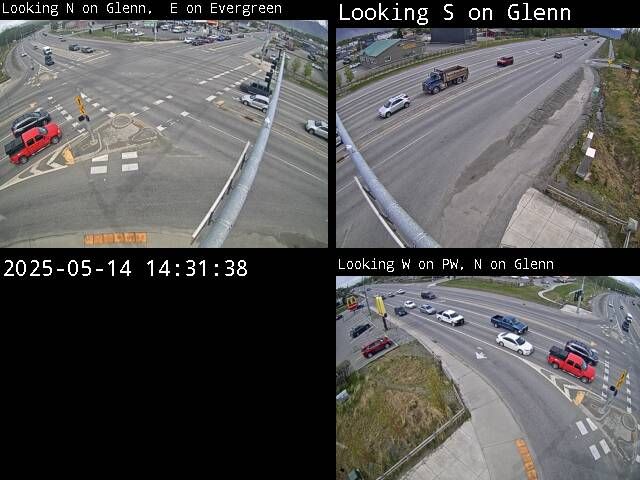 Looking N on Glenn,  E on Evergreen
Looking S on Glenn
2025-05-14 14:31:38
Looking W on PW, N on Glenn